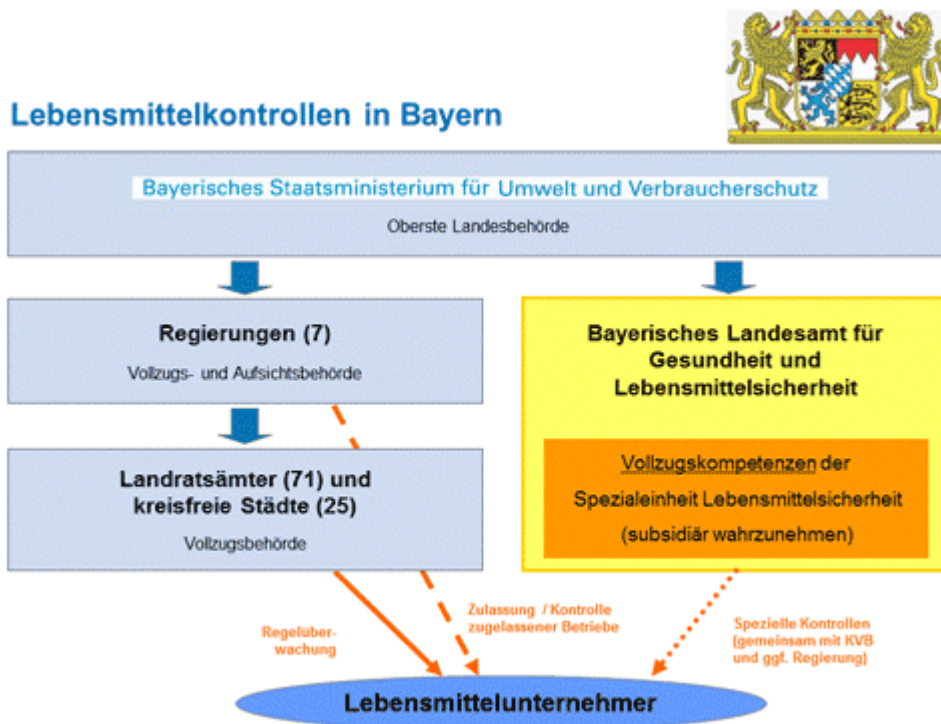 Lebensmittelkontrollen in Bayern
Bayerisches Staatsministerium für Umwelt und Verbraucherschutz
Oberste Landesbehörde
Regierungen (7)
Vollzugs- und Aufsichtsbehörde
Landratsämter (71) und
kreisfreie Städte (25)
Vollzugsbehörde
Bayerisches Landesamt für
Gesundheit und
Lebensmittelsicherheit
Vollzugskompetenzen der
Spezialeinheit Lebensmittelsicherheit
(subsidiär wahrzunehmen)
Regelüber-
wachung
Zulassung / Kontrolle
zugelassener Betriebe
Spezielle Kontrollen
(gemeinsam mit KVB
und ggf. Regierung)
Lebensmittelunternehmer